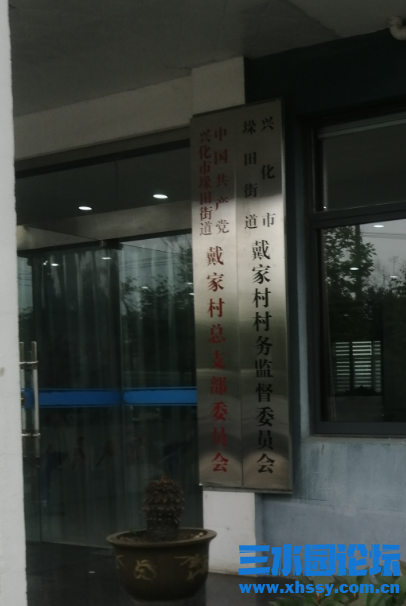 中国共产党
兴化市垛田街道
戴家村总支部委员会
兴化市
垛田街道
戴家村村务监督委员会
三水园论坛
www.xhssy.com